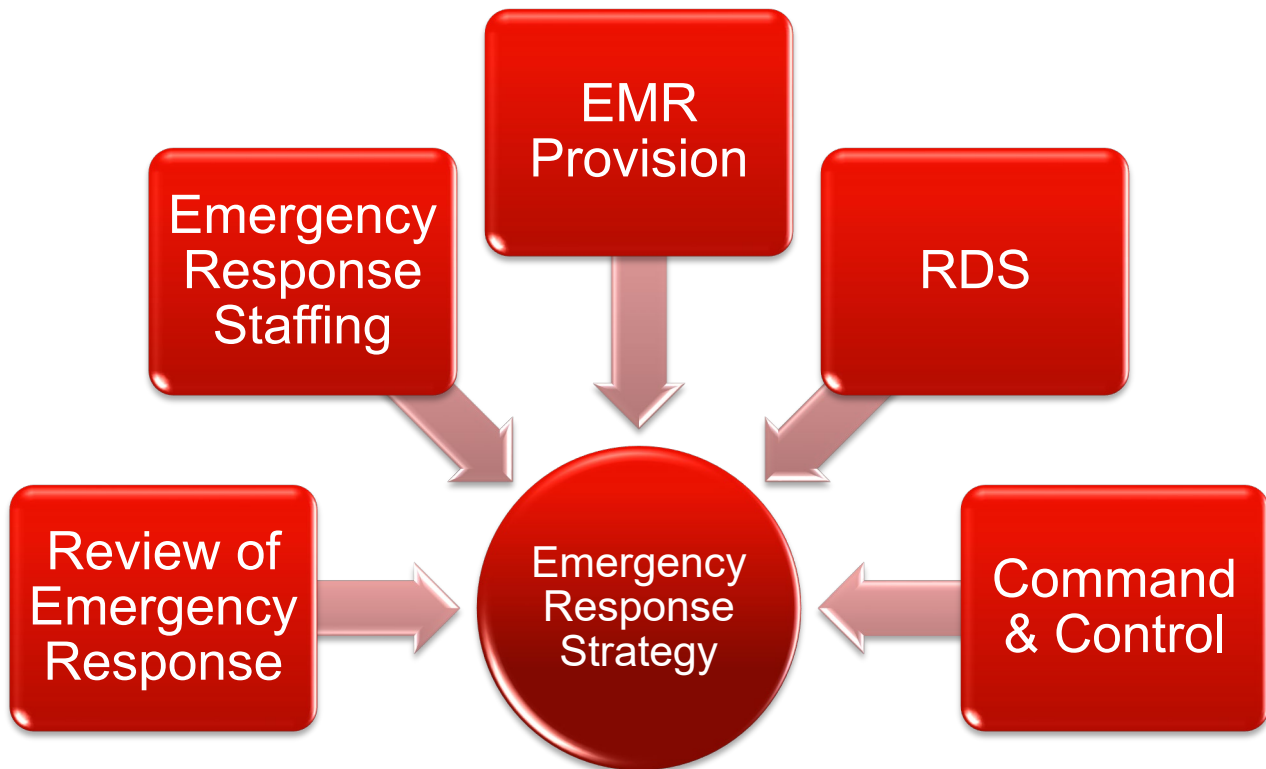 EMR
Provision
Emergency
Response
Staffing
RDS
Review of
Emergency
Response
Emergency
Response
Strategy
Command
& Control